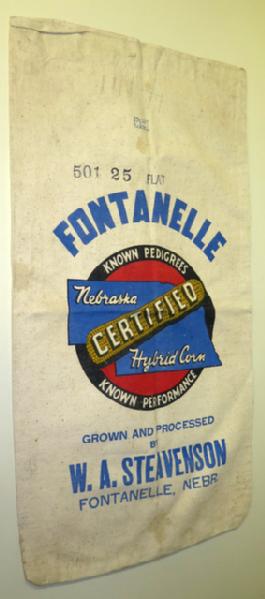 501 25 FLAT
FONTANELLE
KNOWN PEDIGREES
Nebraska
CERTIFIED
Hybrid Corn
KNOWN PERFORMANCE
GROWN AND PROCESSED
BY
W. A. STEAVENSON
FONTANELLE, NEBR